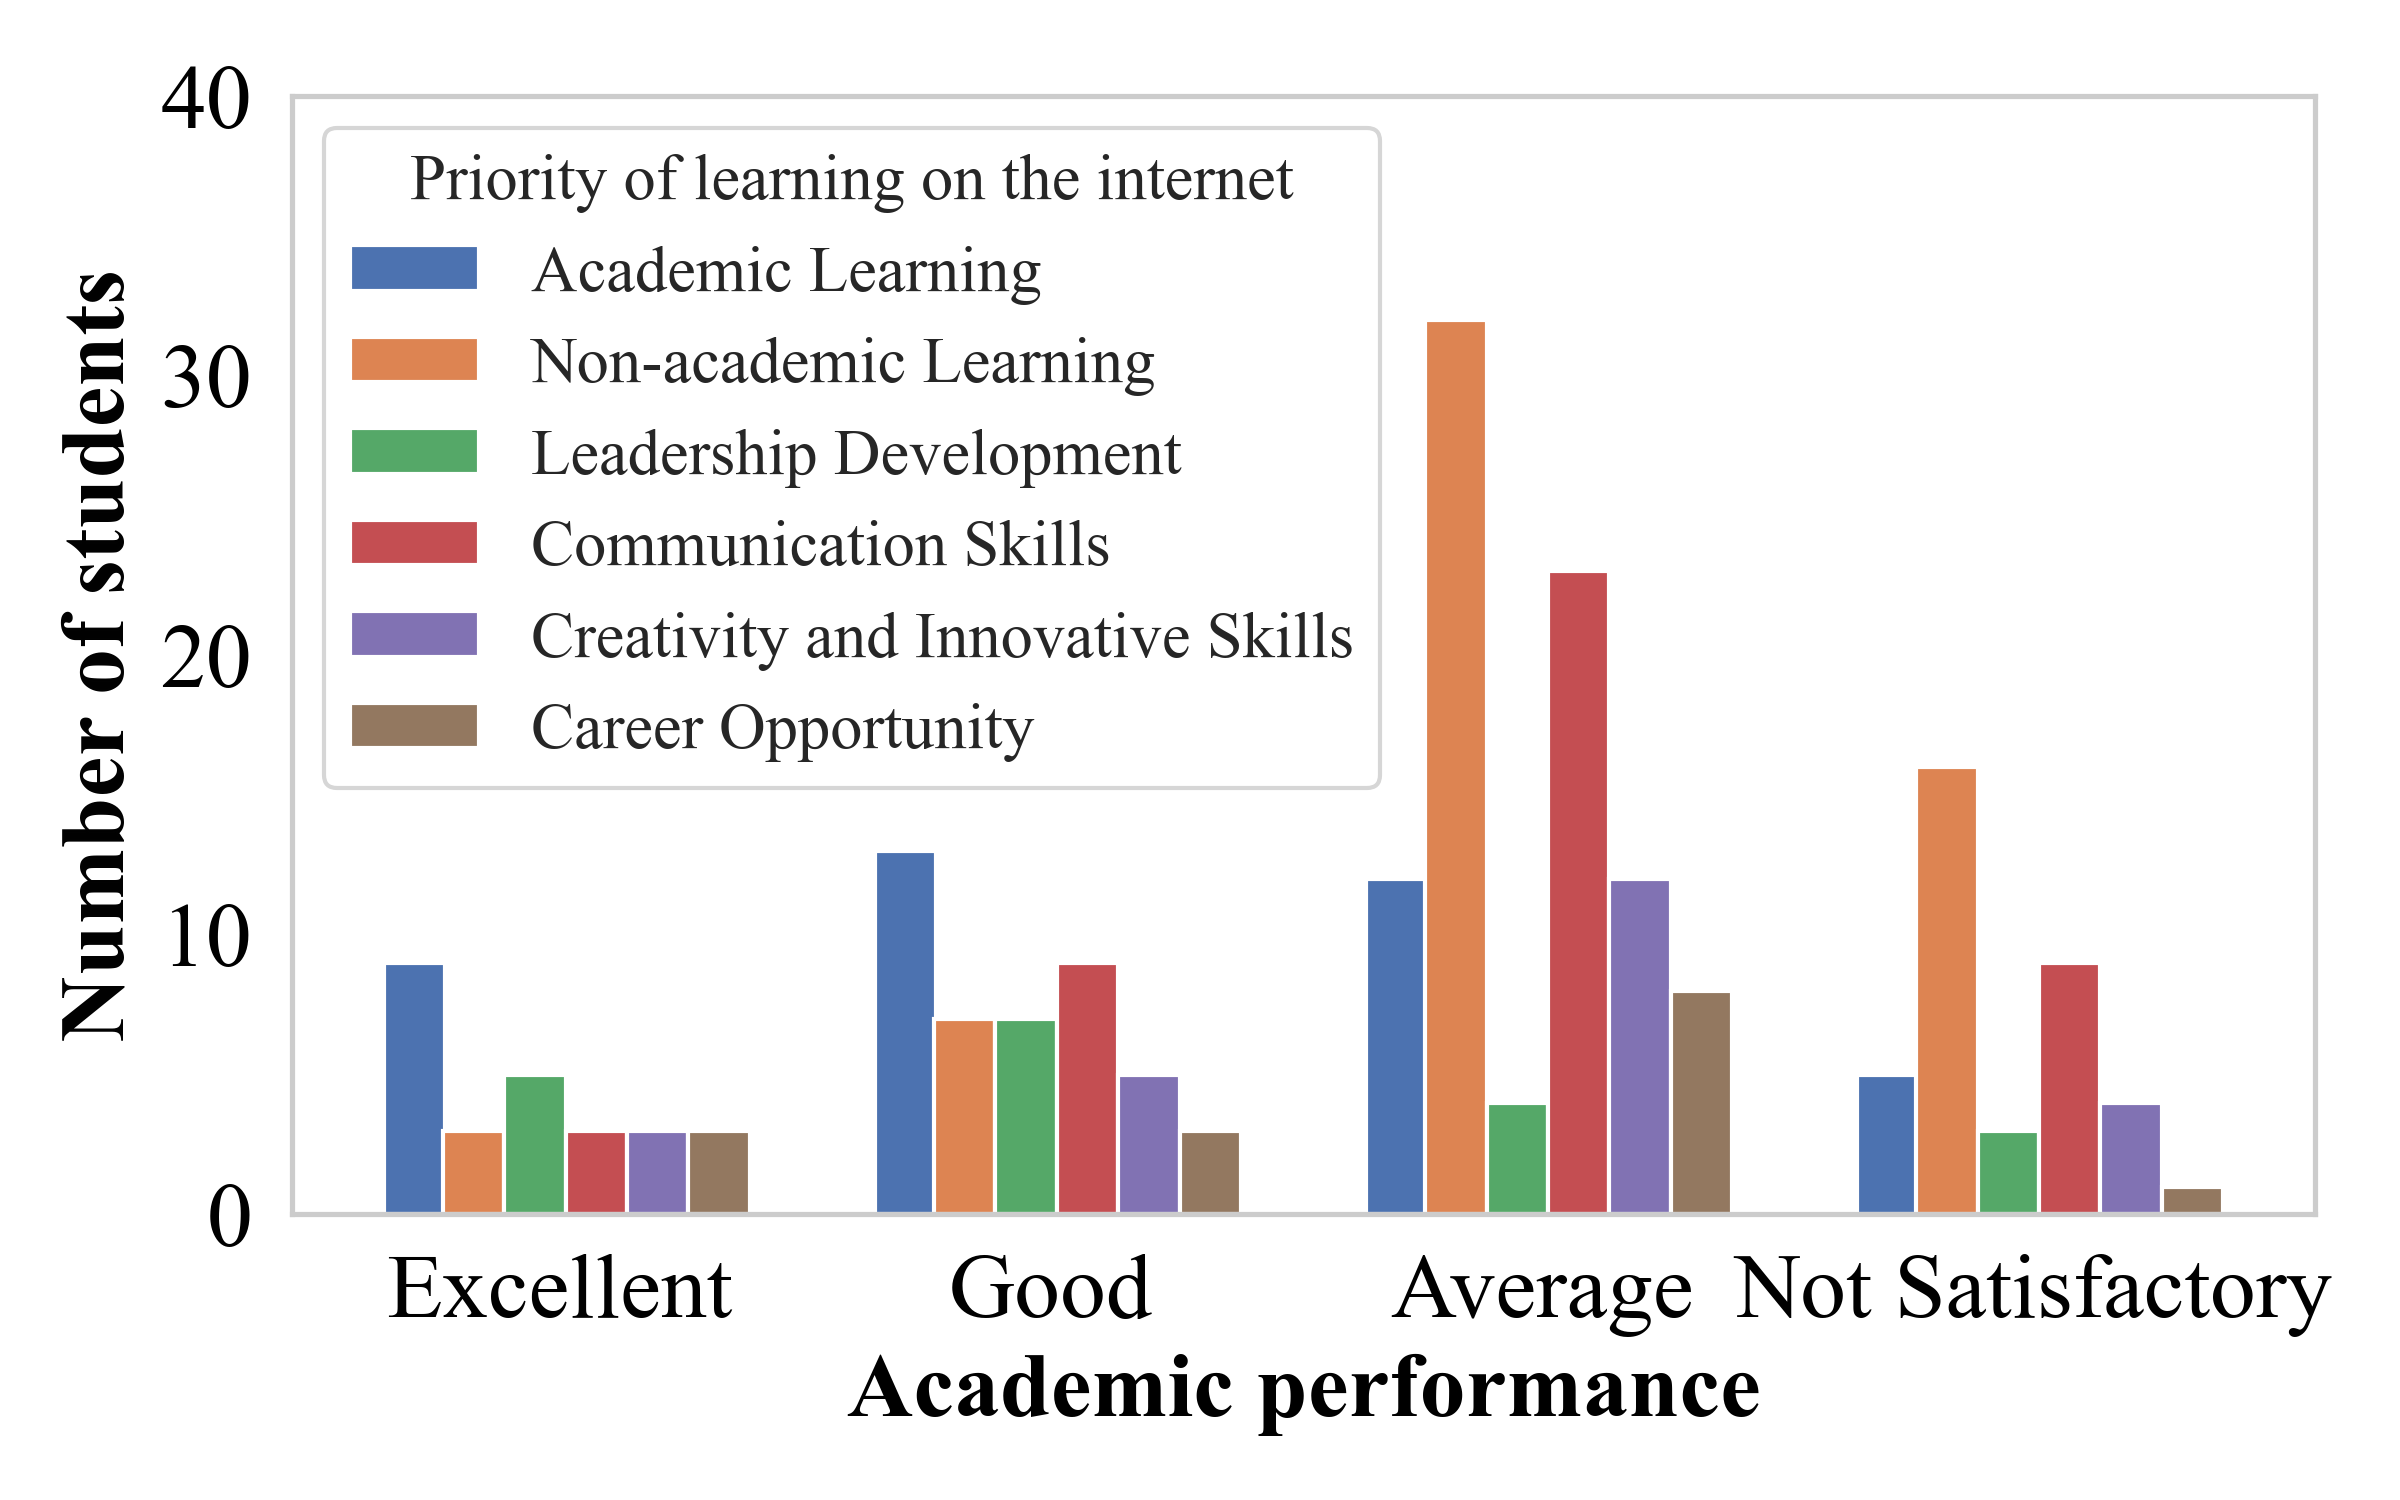 40
30
20
10
0
Number of students
Priority of learning on the internet
Academic Learning
Non-academic Learning
Leadership Development
Communication Skills
Creativity and Innovative Skills
Career Opportunity
Excellent
Good
Average
Not Satisfactory
Academic performance